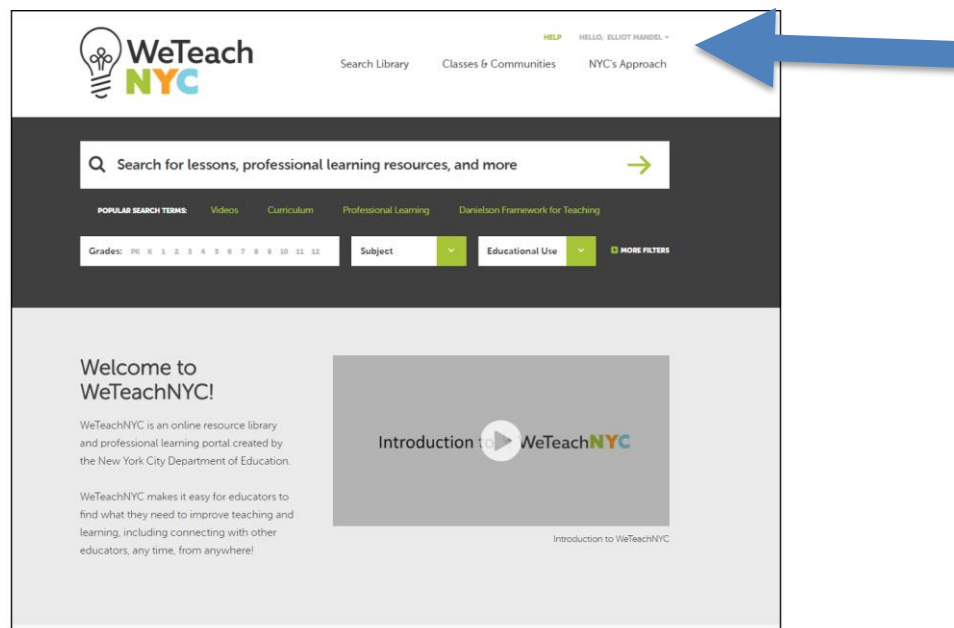 WeTeach
NYC
HELP HELLO, ELLIOT MANDEL
Search Library Classes & Communities NYC's Approach
Search for lessons, professional learning resources, and more
POPULAR SEARCH TERMS: Videos Curriculum Professional Learning Danielson Framework for Teaching
Grades: PK K 1 2 3 4 5 6 7 8 9 10 11 12 Subject Educational Use MORE FILTERS
Welcome to
WeTeachNYC!
WeTeachNYC is an online resource library
and professional learning portal created by
the New York City Department of Education.
WeTeachNYC makes it easy for educators to
find what they need to improve teaching and
learning, including connecting with other
educators, any time, from anywhere!
Introduction to WeTeachNYC
Introduction to WeTeachNYC